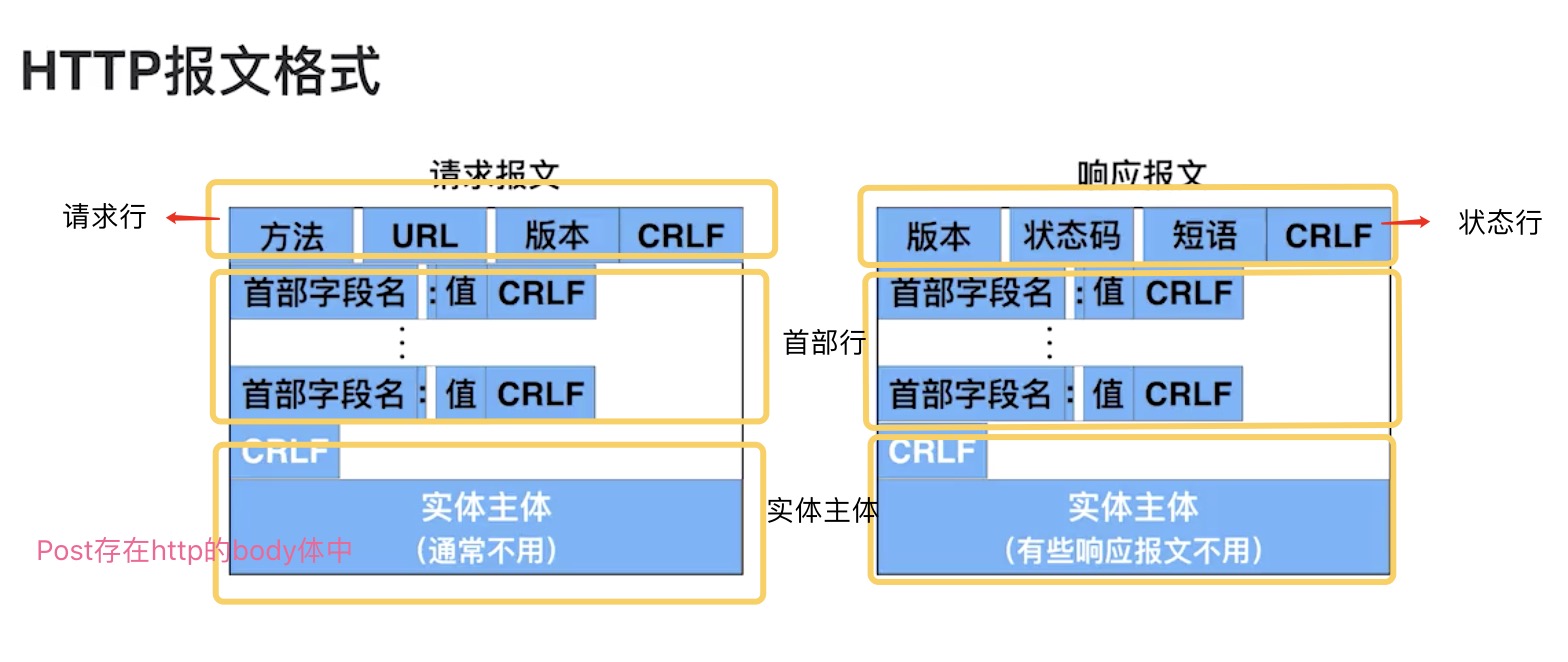 HTTP报文格式
请求报文
响应报文
请求行
方法 URL 版本 CRLF
版本 状态码 短语 CRLF
状态行
首部字段名 : 值 CRLF
首部字段名 : 值 CRLF
⋮
⋮
首部行
首部字段名 : 值 CRLF
首部字段名 : 值 CRLF
CRLF
CRLF
实体主体
(通常不用)
实体主体
实体主体
(有些响应报文不用)
Post存在http的body体中